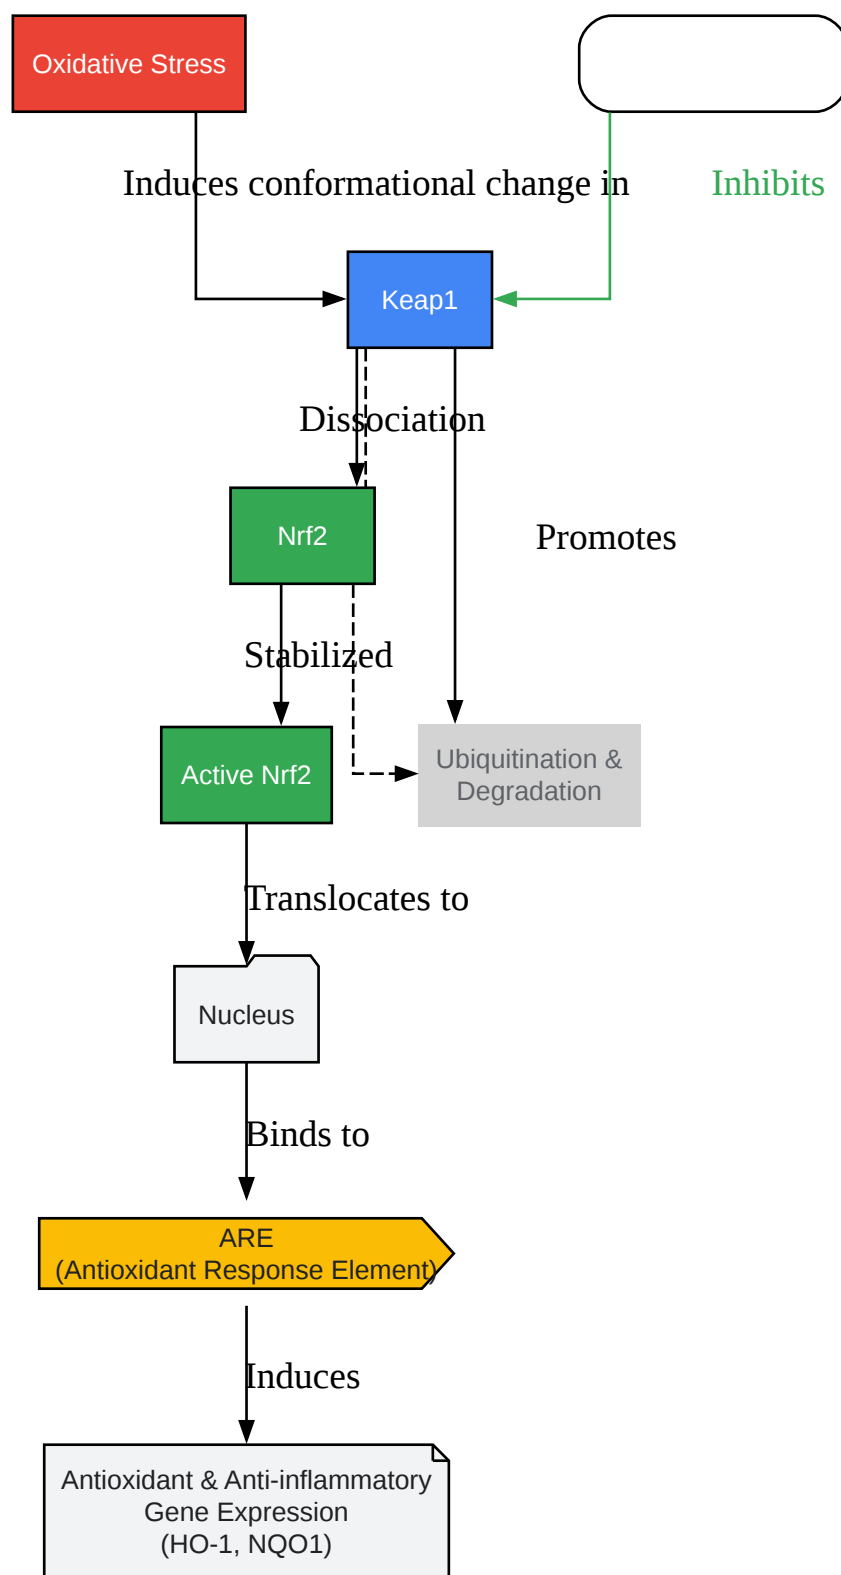 Oxidative Stress
Induces conformational change in
Inhibits
Keap1
Dissociation
Nrf2
Promotes
Stabilized
Active Nrf2
Ubiquitination &
Degradation
Translocates to
Nucleus
Binds to
ARE
(Antioxidant Response Element)
Induces
Antioxidant & Anti-inflammatory
Gene Expression
(HO-1, NQO1)